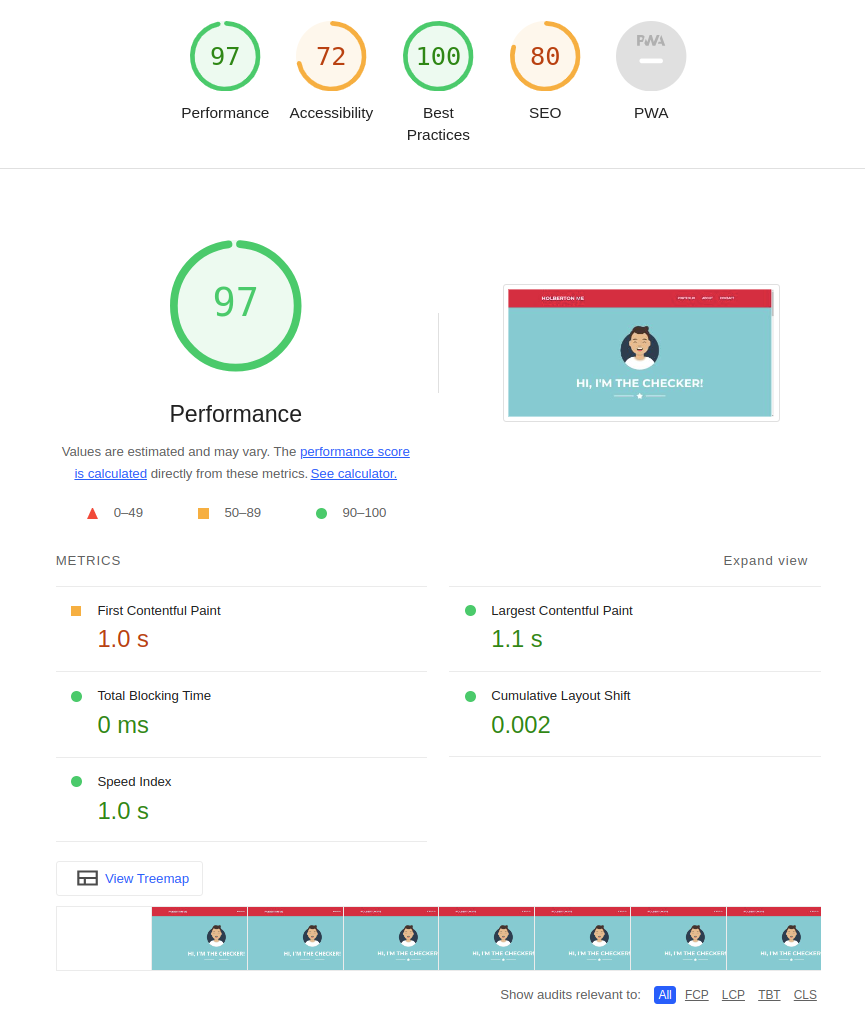 97
72
100
80
PWA
Performance
Accessibility
Best
Practices
SEO
PWA
97
HOLBERTON ME
PORTFOLIO ABOUT CONTACT
HI, I'M THE CHECKER!
Performance
Values are estimated and may vary. The performance score
is calculated directly from these metrics. See calculator.
0–49
50–89
90–100
METRICS
Expand view
First Contentful Paint
1.0 s
Largest Contentful Paint
1.1 s
Total Blocking Time
0 ms
Cumulative Layout Shift
0.002
Speed Index
1.0 s
View Treemap
HI, I'M THE CHECKER!
HI, I'M THE CHECKER!
HI, I'M THE CHECKER
HI, I'M THE CHECKER
HI, I'M THE CHECKER
HI, I'M THE CHECKER
HI, I'M THE CHECKER
Show audits relevant to: All FCP LCP TBT CLS